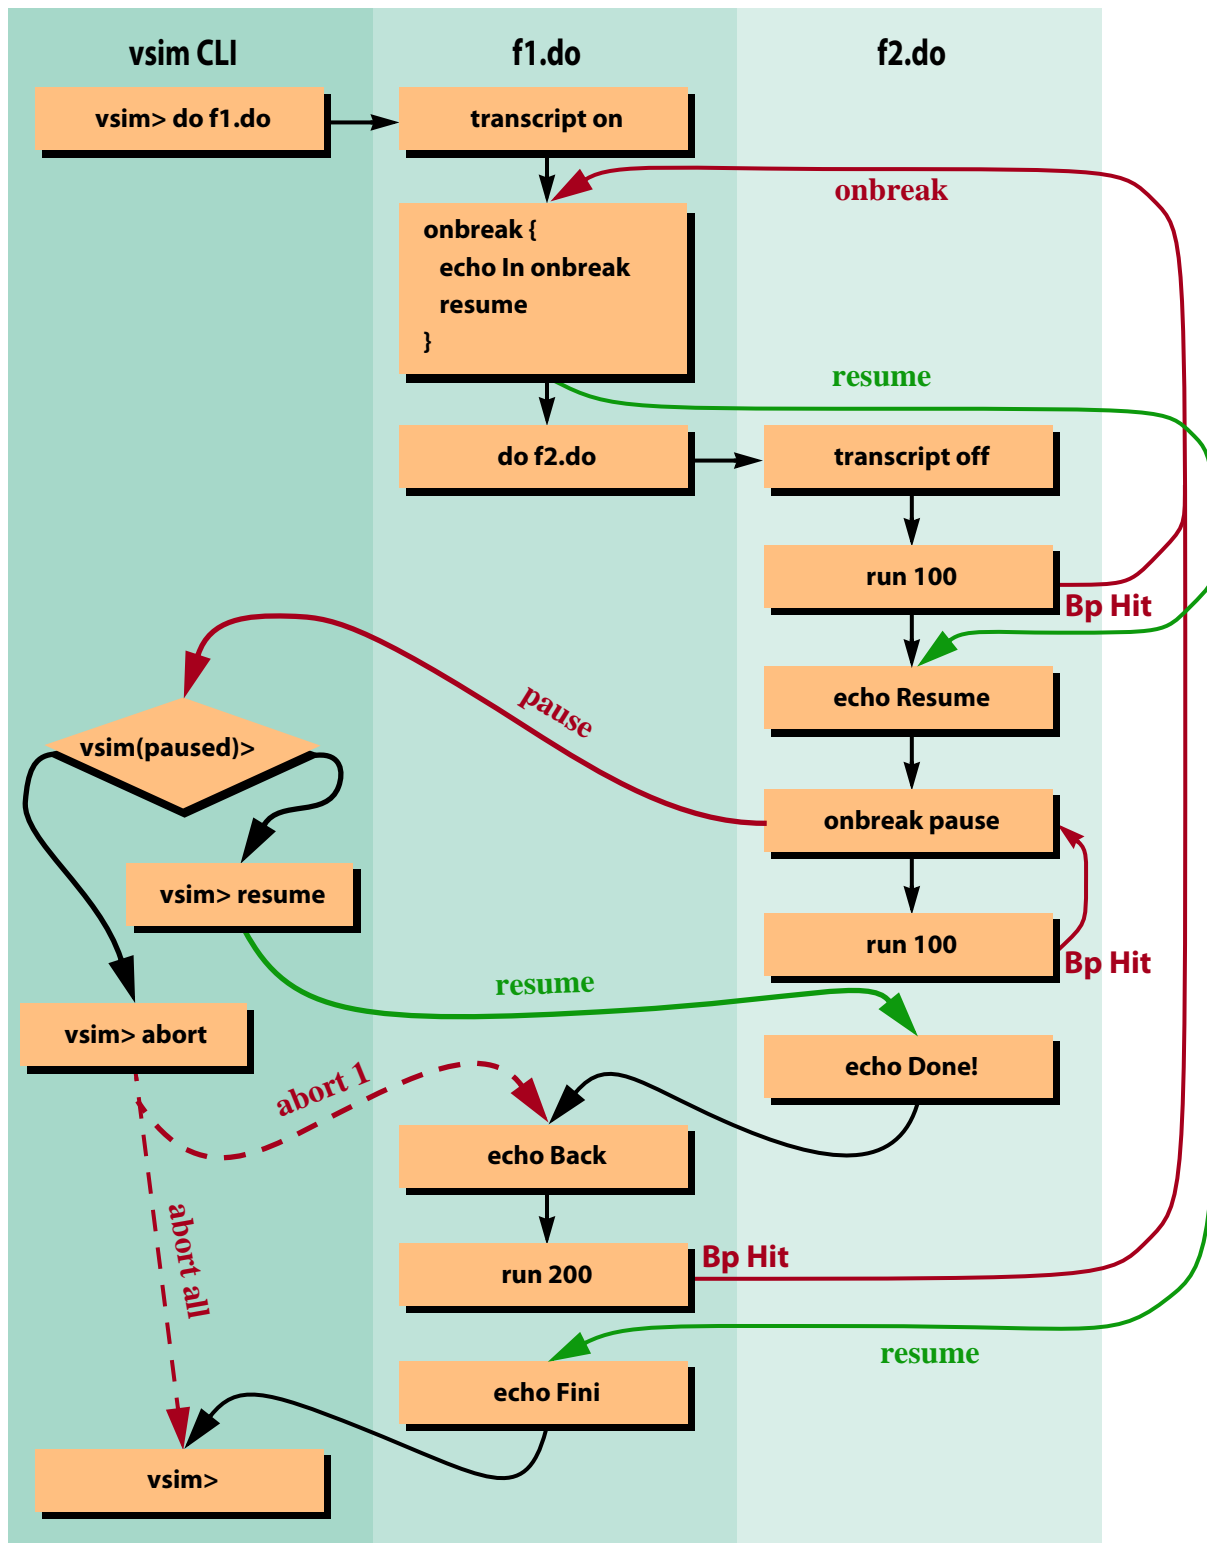 vsim CLI
f1.do
f2.do
vsim> do f1.do
transcript on
onbreak
onbreak {
echo In onbreak
resume
}
resume
do f2.do
transcript off
run 100
Bp Hit
echo Resume
pause
vsim(paused)>
onbreak pause
vsim> resume
run 100
Bp Hit
resume
vsim> abort
echo Done!
abort 1
echo Back
abort all
run 200
Bp Hit
resume
echo Fini
vsim>